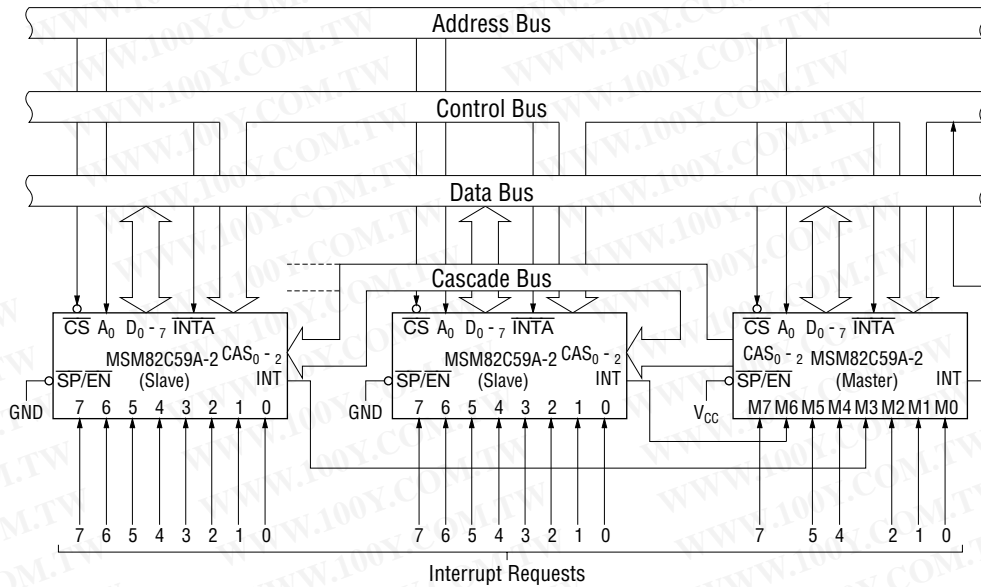 Address Bus
Control Bus
Data Bus
Cascade Bus
CS A0 D0 - 7 INTA
MSM82C59A-2
CAS0 - 2
(Slave)
SP/EN
INT
GND
7 6 5 4 3 2 1 0
7 6 5 4 3 2 1 0
CS A0 D0 - 7 INTA
MSM82C59A-2
CAS0 - 2
(Slave)
SP/EN
INT
GND
7 6 5 4 3 2 1 0
7 6 5 4 3 2 1 0
CS A0 D0 - 7 INTA
CAS0 - 2
MSM82C59A-2
(Master)
SP/EN
INT
VCC
M7 M6 M5 M4 M3 M2 M1 M0
7 5 4 2 1 0
Interrupt Requests
WWW.100Y.COM.TW